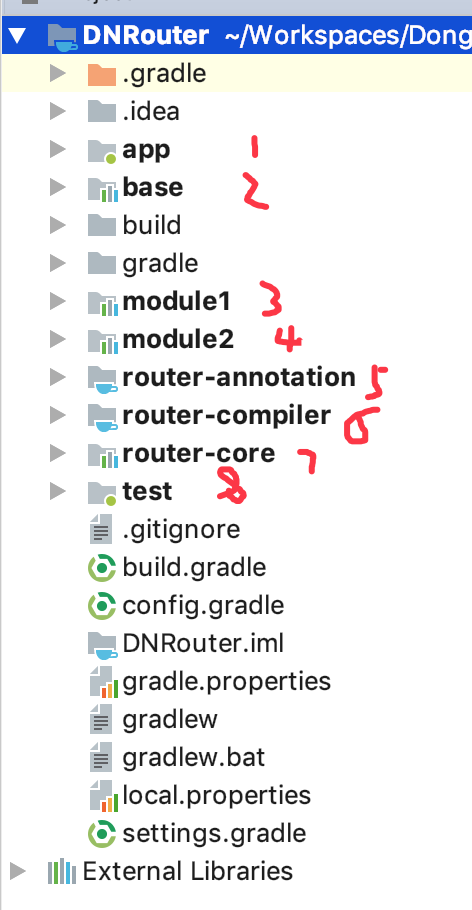 DNRouter ~/Workspaces/Dong
.gradle
.idea
app 1
base 2
build
gradle
module1 3
module2 4
router-annotation 5
router-compiler 6
router-core 7
test 8
.gitignore
build.gradle
config.gradle
DNRouter.iml
gradle.properties
gradlew
gradlew.bat
local.properties
settings.gradle
External Libraries